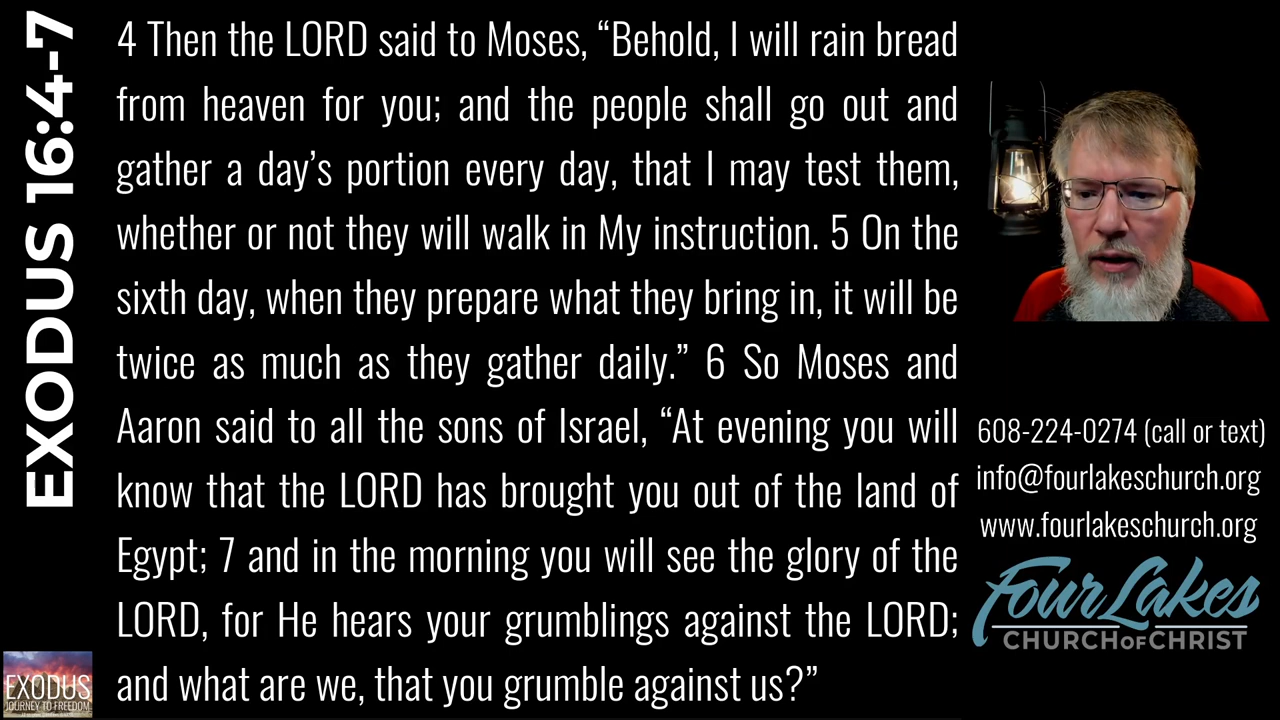 EXODUS 16:4-7
4 Then the LORD said to Moses, “Behold, I will rain bread
from heaven for you; and the people shall go out and
gather a day’s portion every day, that I may test them,
whether or not they will walk in My instruction. 5 On the
sixth day, when they prepare what they bring in, it will be
twice as much as they gather daily.” 6 So Moses and
Aaron said to all the sons of Israel, “At evening you will
know that the LORD has brought you out of the land of
Egypt; 7 and in the morning you will see the glory of the
LORD, for He hears your grumblings against the LORD;
and what are we, that you grumble against us?”
608-224-0274 (call or text)
info@fourlakeschurch.org
www.fourlakeschurch.org
Four Lakes
CHURCH OF CHRIST
EXODUS
JOURNEY TO FREEDOM